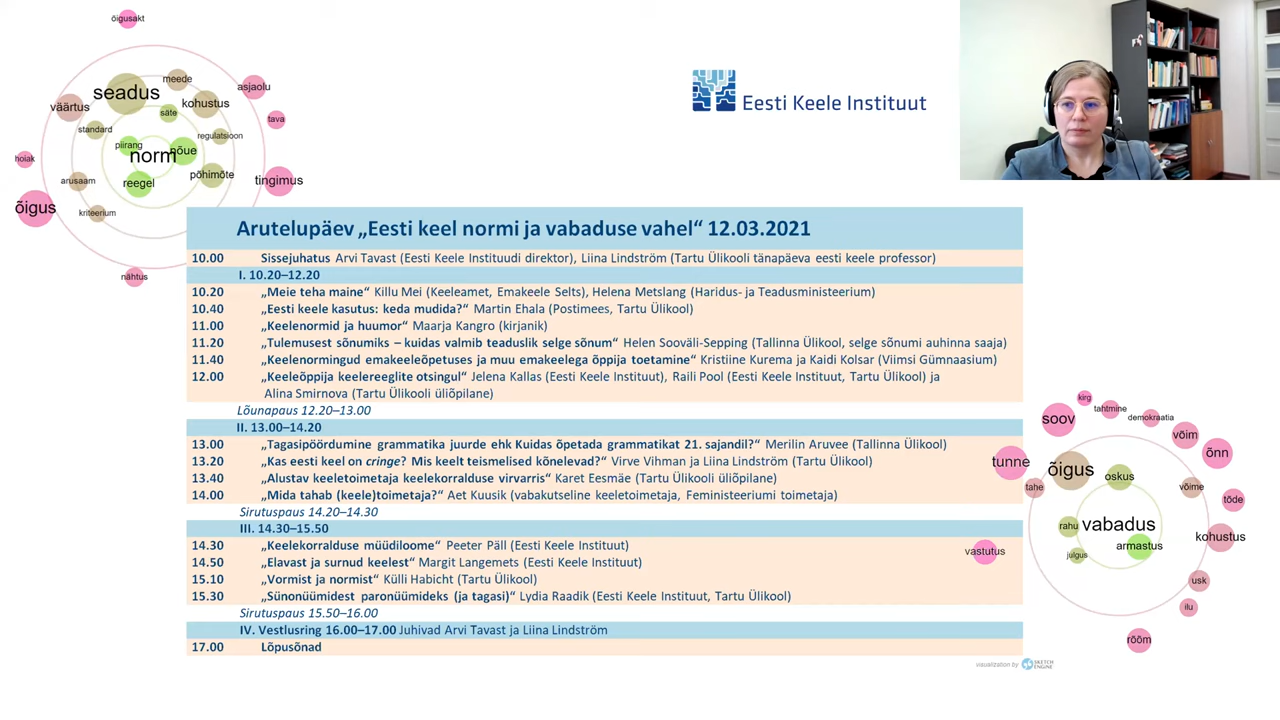 õigusakt
seadus
meede
asjaolu
väärtus
kohustus
säte
tava
standard
regulatsioon
piirang
norm
nõue
hoiak
reegel
põhimõte
arusaam
tingimus
õigus
kriteerium
nähtus
Eesti Keele Instituut
Arutelupäev „Eesti keel normi ja vabaduse vahel“ 12.03.2021
10.00 Sissejuhatus Arvi Tavast (Eesti Keele Instituudi direktor), Liina Lindström (Tartu Ülikooli tänapäeva eesti keele professor)
I. 10.20–12.20
10.20 „Meie teha maine“ Killu Mei (Keeleamet, Emakeele Selts), Helena Metslang (Haridus- ja Teadusministeerium)
10.40 „Eesti keele kasutus: keda mudida?“ Martin Ehala (Postimees, Tartu Ülikool)
11.00 „Keelenormid ja huumor“ Maarja Kangro (kirjanik)
11.20 „Tulemusest sõnumiks – kuidas valmib teaduslik selge sõnum“ Helen Sooväli-Sepping (Tallinna Ülikool, selge sõnumi auhinna saaja)
11.40 „Keelenormingud emakeeleõpetuses ja muu emakeelega õppija toetamine“ Kristiine Kurema ja Kaidi Kolsar (Viimsi Gümnaasium)
12.00 „Keeleõppija keelereeglite otsingul“ Jelena Kallas (Eesti Keele Instituut), Raili Pool (Eesti Keele Instituut, Tartu Ülikool) ja
Alina Smirnova (Tartu Ülikooli üliõpilane)
Lõunapaus 12.20–13.00
II. 13.00–14.20
13.00 „Tagasipöördumine grammatika juurde ehk Kuidas õpetada grammatikat 21. sajandil?“ Merilin Aruvee (Tallinna Ülikool)
13.20 „Kas eesti keel on cringe? Mis keelt teismelised kõnelevad?“ Virve Vihman ja Liina Lindström (Tartu Ülikool)
13.40 „Alustav keeletoimetaja keelekorralduse virvarris“ Karet Eesmäe (Tartu Ülikooli üliõpilane)
14.00 „Mida tahab (keele)toimetaja?“ Aet Kuusik (vabakutseline keeletoimetaja, Feministeeriumi toimetaja)
Sirutuspaus 14.20–14.30
III. 14.30–15.50
14.30 „Keelekorralduse müüdiloome“ Peeter Päll (Eesti Keele Instituut)
14.50 „Elavast ja surnud keelest“ Margit Langemets (Eesti Keele Instituut)
15.10 „Vormist ja normist“ Külli Habicht (Tartu Ülikool)
15.30 „Sünonüümidest paronüümideks (ja tagasi)“ Lydia Raadik (Eesti Keele Instituut, Tartu Ülikool)
Sirutuspaus 15.50–16.00
IV. Vestlusring 16.00–17.00 Juhivad Arvi Tavast ja Liina Lindström
17.00 Lõpusõnad
kirg
tahtmine
soov
demokraatia
võim
õnn
tunne
õigus
oskus
tahe
võime
tõde
rahu
vabadus
kohustus
armastus
vastutus
julgus
usk
ilu
rõõm
visualization by SKETCH
ENGINE